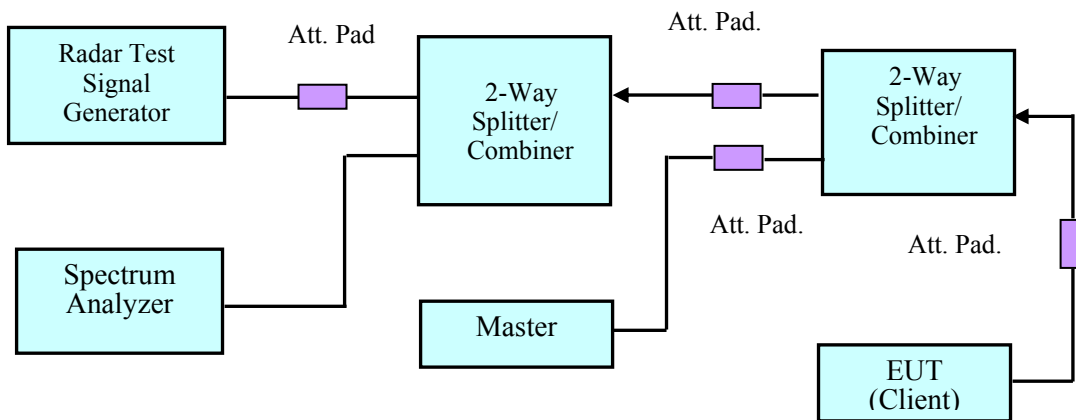 Radar Test
Signal
Generator
Att. Pad
2-Way
Splitter/
Combiner
Att. Pad.
2-Way
Splitter/
Combiner
Att. Pad.
Att. Pad.
Spectrum
Analyzer
Master
EUT
(Client)